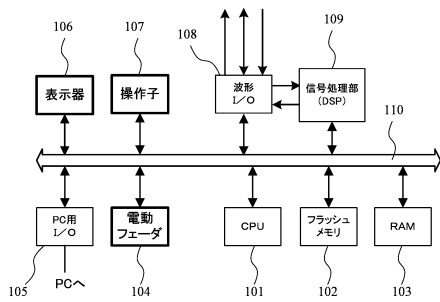 106
107
108
109
表示器
操作子
波形
I/O
信号処理部
(DSP)
110
PC用
I/O
電動
フェーダ
CPU
フラッシュ
メモリ
RAM
105
PCへ
104
101
102
103